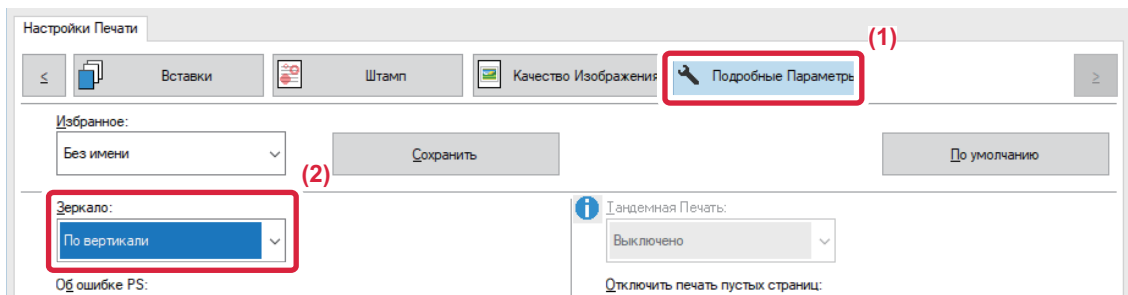 Настройки Печати
(1)
< Вставки Штамп Качество Изображения Подробные Параметры >
Избранное:
Без имени Сохранить По умолчанию
(2)
Зеркало: Тандемная Печать:
По вертикали Выключено
Об ошибке PS: Отключить печать пустых страниц: